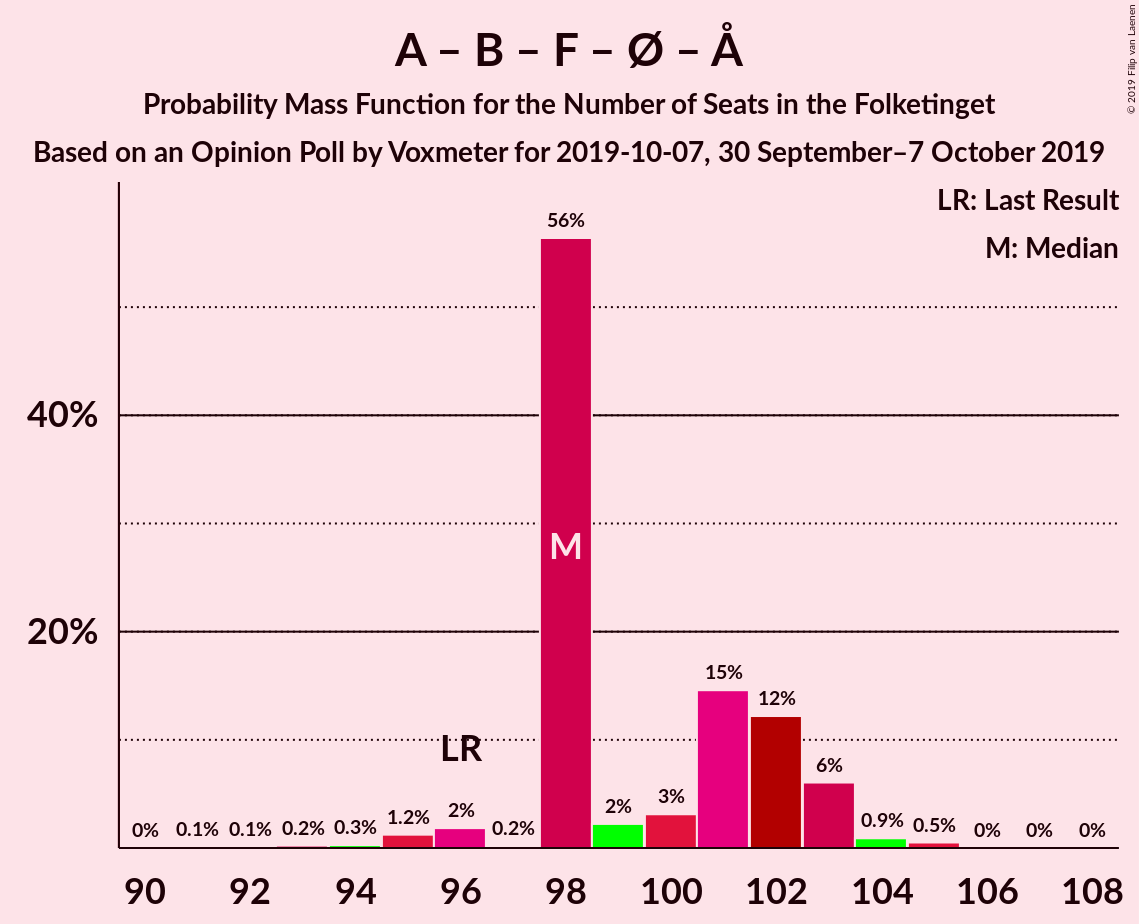 A – B – F – Ø – Å
Probability Mass Function for the Number of Seats in the Folketinget
Based on an Opinion Poll by Voxmeter for 2019-10-07, 30 September–7 October 2019
© 2019 Filip van Laenen
LR: Last Result
M: Median
40%
20%
0% 0.1% 0.1% 0.2% 0.3% 1.2% 2% 0.2% 56% 2% 3% 15% 12% 6% 0.9% 0.5% 0% 0% 0%
LR
M
90 92 94 96 98 100 102 104 106 108